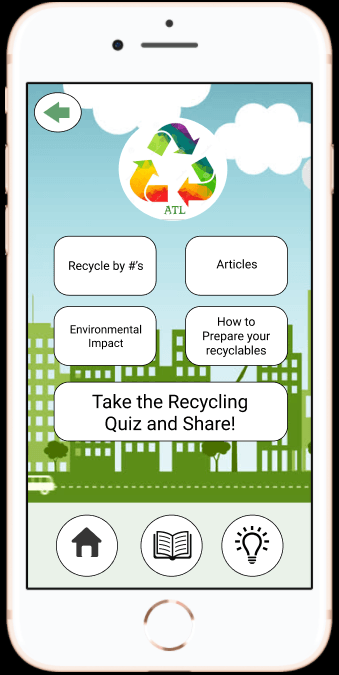 ATL
Recycle by #'s
Articles
Environmental
Impact
How to
Prepare your
recyclables
Take the Recycling
Quiz and Share!